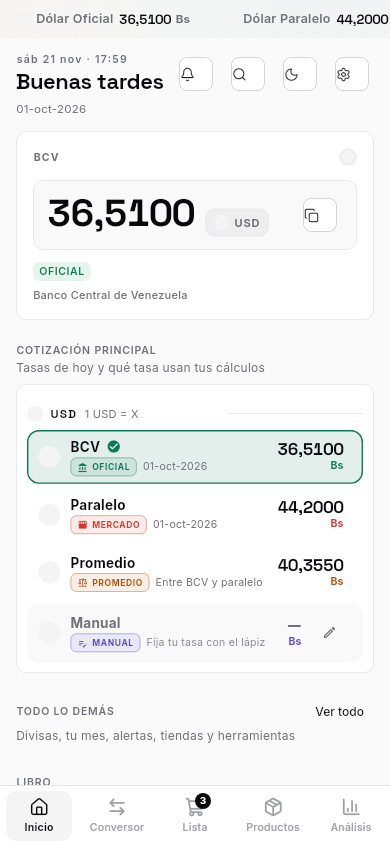 Dólar Oficial 36,5100 Bs Dólar Paralelo 44,2000
sáb 21 nov · 17:59
Buenas tardes
01-oct-2026
BCV
36,5100 USD
OFICIAL
Banco Central de Venezuela
COTIZACIÓN PRINCIPAL
Tasas de hoy y qué tasa usan tus cálculos
USD 1 USD = X
BCV 36,5100
OFICIAL 01-oct-2026 Bs
Paralelo 44,2000
MERCADO 01-oct-2026 Bs
Promedio 40,3550
PROMEDIO Entre BCV y paralelo Bs
Manual —
MANUAL Fija tu tasa con el lápiz Bs
TODO LO DEMÁS Ver todo
Divisas, tu mes, alertas, tiendas y herramientas
LIBRO
3
Inicio Conversor Lista Productos Análisis